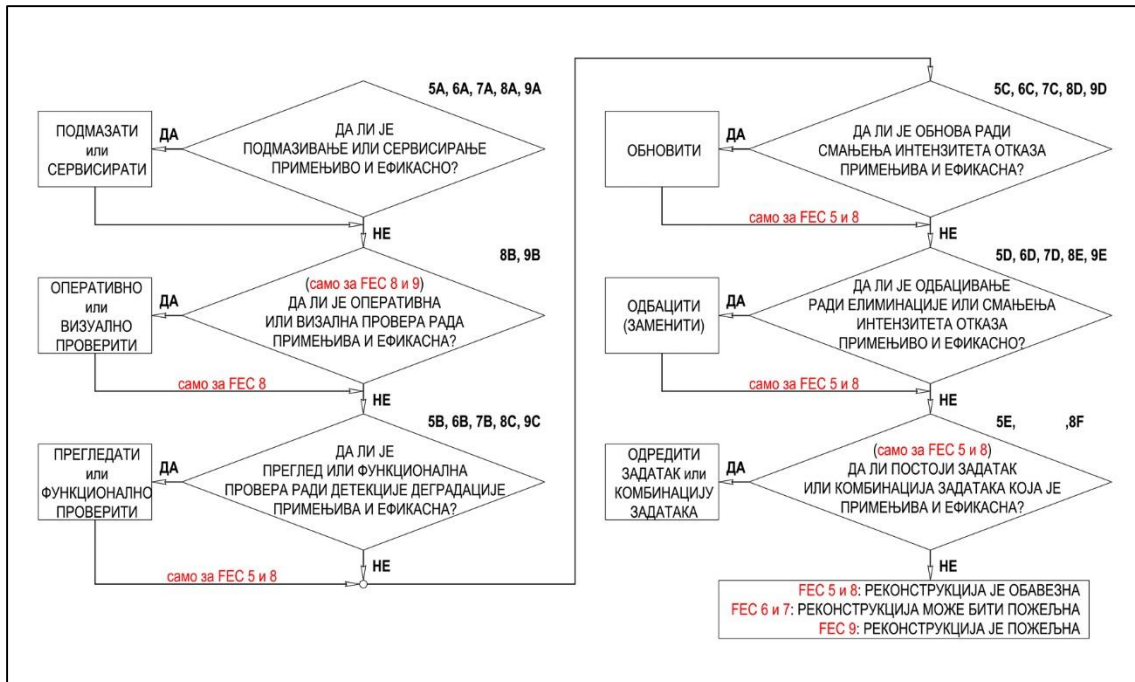 5A, 6A, 7A, 8A, 9A
ПОДМАЗАТИ
или
СЕРВИСИРАТИ
ДА
ДА ЛИ ЈЕ
ПОДМАЗИВАЊЕ ИЛИ СЕРВИСИРАЊЕ
ПРИМЕЊИВО И ЕФИКАСНО?
НЕ
8B, 9B
ОПЕРАТИВНО
или
ВИЗУАЛНО
ПРОВЕРИТИ
ДА
(само за FEC 8 и 9)
ДА ЛИ ЈЕ ОПЕРАТИВНА
ИЛИ ВИЗАЛНА ПРОВЕРА РАДА
ПРИМЕЊИВА И ЕФИКАСНА?
само за FEC 8
НЕ
5B, 6B, 7B, 8C, 9C
ПРЕГЛЕДАТИ
или
ФУНКЦИОНАЛНО
ПРОВЕРИТИ
ДА
ДА ЛИ ЈЕ
ПРЕГЛЕД ИЛИ ФУНКЦИОНАЛНА
ПРОВЕРА РАДИ ДЕТЕКЦИЈЕ ДЕГРАДАЦИЈЕ
ПРИМЕЊИВА И ЕФИКАСНА?
само за FEC 5 и 8
НЕ
5C, 6C, 7C, 8D, 9D
ОБНОВИТИ
ДА
ДА ЛИ ЈЕ ОБНОВА РАДИ
СМАЊЕЊА ИНТЕНЗИТЕТА ОТКАЗА
ПРИМЕЊИВА И ЕФИКАСНА?
само за FEC 5 и 8
НЕ
5D, 6D, 7D, 8E, 9E
ОДБАЦИТИ
(ЗАМЕНИТИ)
ДА
ДА ЛИ ЈЕ ОДБАЦИВАЊЕ
РАДИ ЕЛИМИНАЦИЈЕ ИЛИ СМАЊЕЊА
ИНТЕНЗИТЕТА ОТКАЗА
ПРИМЕЊИВО И ЕФИКАСНО?
само за FEC 5 и 8
НЕ
5E, ,8F
ОДРЕДИТИ
ЗАДАТАК или
КОМБИНАЦИЈУ
ЗАДАТАКА
ДА
(само за FEC 5 и 8)
ДА ЛИ ПОСТОЈИ ЗАДАТАК
ИЛИ КОМБИНАЦИЈА ЗАДАТАКА КОЈА ЈЕ
ПРИМЕЊИВА И ЕФИКАСНА?
НЕ
FEC 5 и 8: РЕКОНСТРУКЦИЈА ЈЕ ОБАВЕЗНА
FEC 6 и 7: РЕКОНСТРУКЦИЈА МОЖЕ БИТИ ПОЖЕЉНА
FEC 9: РЕКОНСТРУКЦИЈА ЈЕ ПОЖЕЉНА